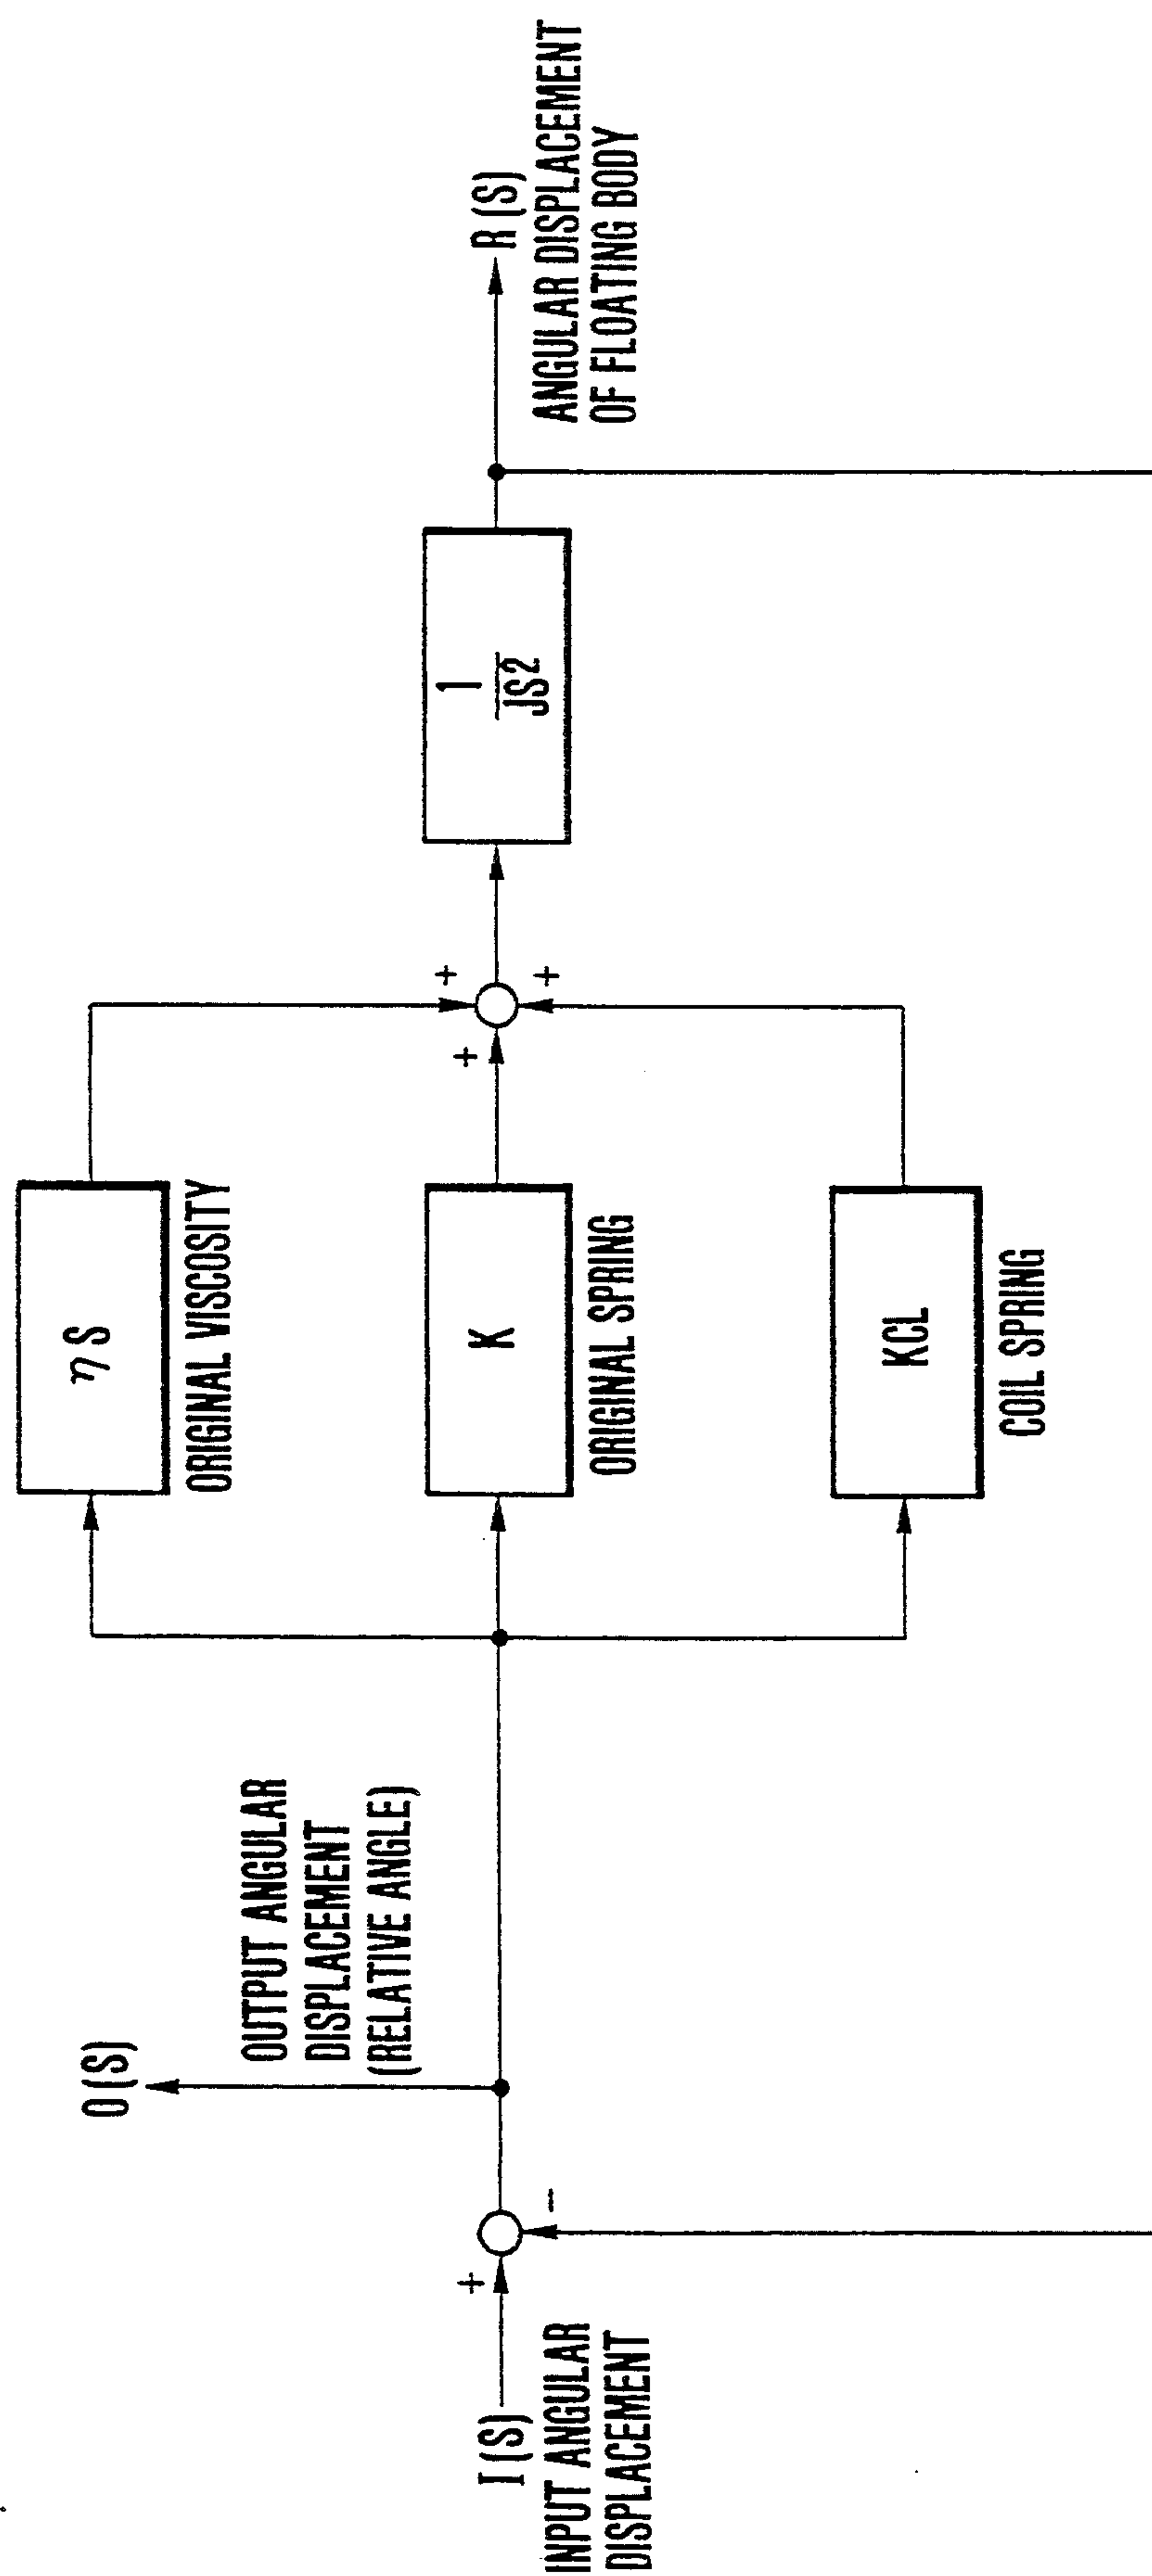 O(S)
OUTPUT ANGULAR
DISPLACEMENT
(RELATIVE ANGLE)
I(S)
INPUT ANGULAR
DISPLACEMENT
+
−
ηS
ORIGINAL VISCOSITY
K
ORIGINAL SPRING
KCL
COIL SPRING
+
+
+
1
JS²
R(S)
ANGULAR DISPLACEMENT
OF FLOATING BODY